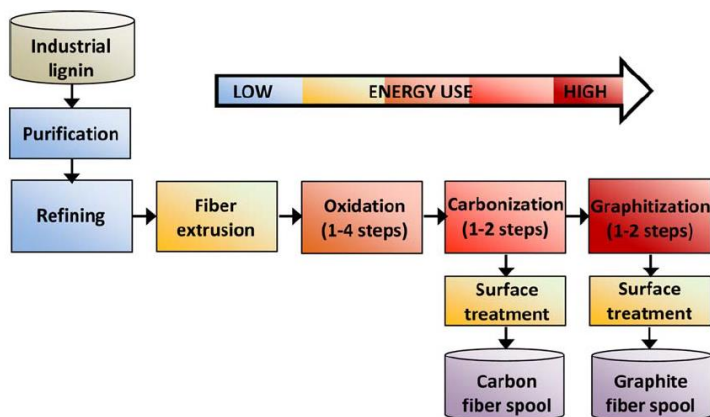 Industrial
lignin
LOW ENERGY USE HIGH
Purification
Refining
Fiber
extrusion
Oxidation
(1-4 steps)
Carbonization
(1-2 steps)
Graphitization
(1-2 steps)
Surface
treatment
Surface
treatment
Carbon
fiber spool
Graphite
fiber spool